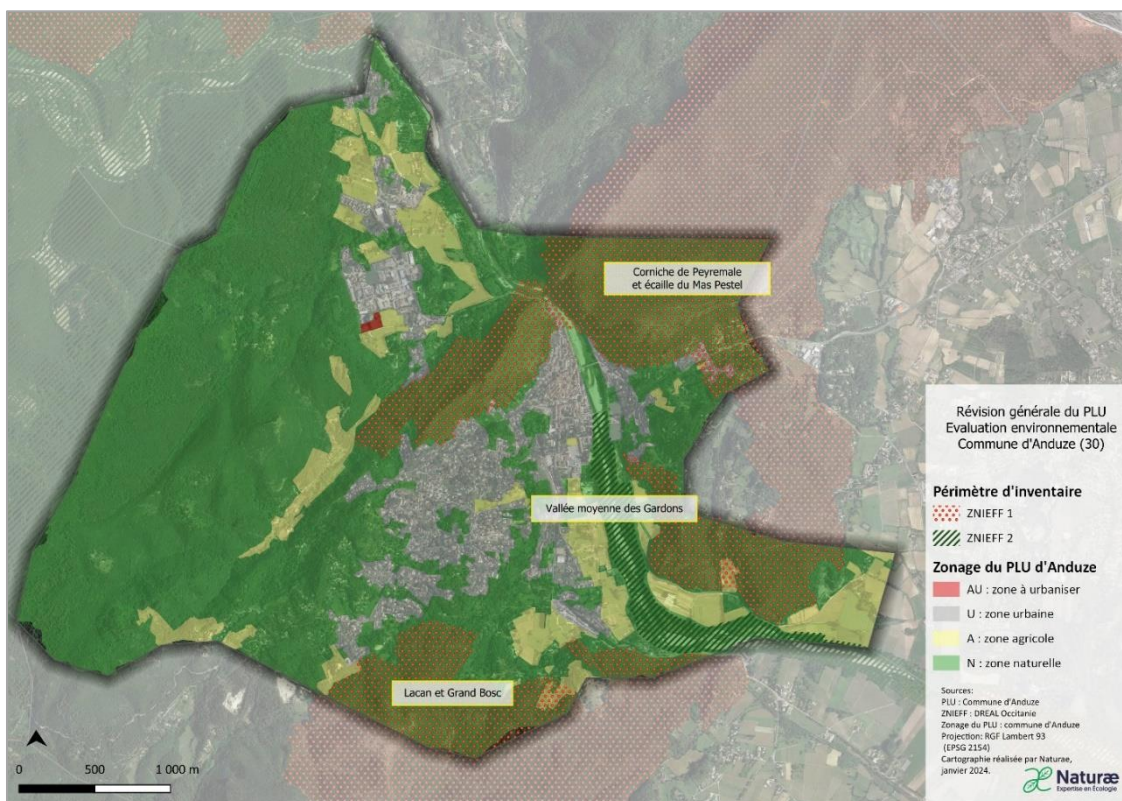 Corniche de Peyremale
et écaille du Mas Pestel
Vallée moyenne des Gardons
Lacan et Grand Bosc
0 500 1 000 m
Révision générale du PLU
Evaluation environnementale
Commune d'Anduze (30)
Périmètre d'inventaire
ZNIEFF 1
ZNIEFF 2
Zonage du PLU d'Anduze
AU : zone à urbaniser
U : zone urbaine
A : zone agricole
N : zone naturelle
Sources:
PLU : Commune d'Anduze
ZNIEFF : DREAL Occitanie
Zonage du PLU : commune d'Anduze
Projection: RGF Lambert 93
(EPSG 2154)
Cartographie réalisée par Naturae,
janvier 2024.
Naturæ
Expertise en Écologie